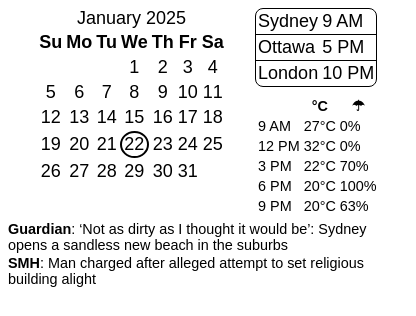 January 2025
Su Mo Tu We Th Fr Sa
1 2 3 4
5 6 7 8 9 10 11
12 13 14 15 16 17 18
19 20 21 22 23 24 25
26 27 28 29 30 31
Sydney 9 AM
Ottawa 5 PM
London 10 PM
°C ☂
9 AM 27°C 0%
12 PM 32°C 0%
3 PM 22°C 70%
6 PM 20°C 100%
9 PM 20°C 63%
Guardian: ‘Not as dirty as I thought it would be’: Sydney
opens a sandless new beach in the suburbs
SMH: Man charged after alleged attempt to set religious
building alight